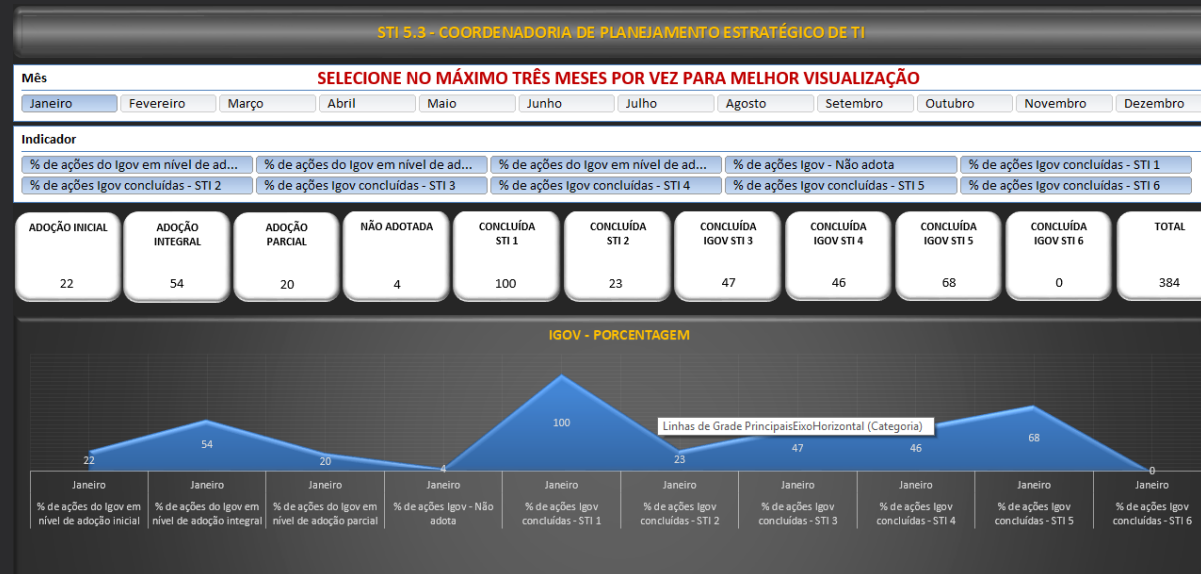 STI 5.3 - COORDENADORIA DE PLANEJAMENTO ESTRATÉGICO DE TI
Mês
SELECIONE NO MÁXIMO TRÊS MESES POR VEZ PARA MELHOR VISUALIZAÇÃO
Janeiro Fevereiro Março Abril Maio Junho Julho Agosto Setembro Outubro Novembro Dezembro
Indicador
% de ações do Igov em nível de ad... % de ações do Igov em nível de ad... % de ações do Igov em nível de ad... % de ações Igov - Não adota % de ações Igov concluídas - STI 1
% de ações Igov concluídas - STI 2 % de ações Igov concluídas - STI 3 % de ações Igov concluídas - STI 4 % de ações Igov concluídas - STI 5 % de ações Igov concluídas - STI 6
ADOÇÃO INICIAL
22
ADOÇÃO
INTEGRAL
54
ADOÇÃO
PARCIAL
20
NÃO ADOTADA
4
CONCLUÍDA
STI 1
100
CONCLUÍDA
STI 2
23
CONCLUÍDA
IGOV STI 3
47
CONCLUÍDA
IGOV STI 4
46
CONCLUÍDA
IGOV STI 5
68
CONCLUÍDA
IGOV STI 6
0
TOTAL
384
IGOV - PORCENTAGEM
22
54
20
4
100
23
47
46
68
0
Linhas de Grade PrincipaisEixoHorizontal (Categoria)
Janeiro Janeiro Janeiro Janeiro Janeiro Janeiro Janeiro Janeiro Janeiro Janeiro
% de ações do Igov em
nível de adoção inicial
% de ações do Igov em
nível de adoção integral
% de ações do Igov em
nível de adoção parcial
% de ações Igov - Não
adota
% de ações Igov
concluídas - STI 1
% de ações Igov
concluídas - STI 2
% de ações Igov
concluídas - STI 3
% de ações Igov
concluídas - STI 4
% de ações Igov
concluídas - STI 5
% de ações Igov
concluídas - STI 6